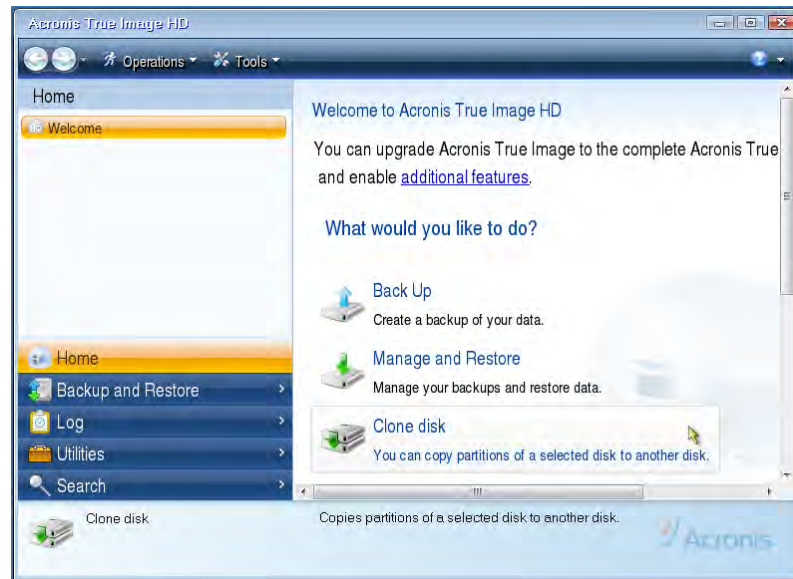 Acronis True Image HD
Operations Tools
Home
Welcome
Home
Backup and Restore
Log
Utilities
Search
Welcome to Acronis True Image HD
You can upgrade Acronis True Image to the complete Acronis True
and enable additional features.
What would you like to do?
Back Up
Create a backup of your data.
Manage and Restore
Manage your backups and restore data.
Clone disk
You can copy partitions of a selected disk to another disk.
Clone disk
Copies partitions of a selected disk to another disk.
Acronis